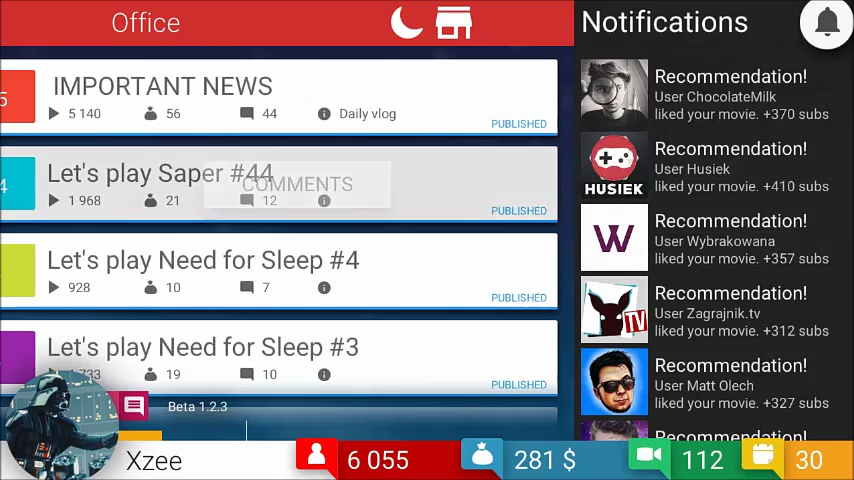 Office
Notifications
5
IMPORTANT NEWS
5 140 56 44 Daily vlog
PUBLISHED
4
Let's play Saper #44
COMMENTS
1 968 21 12
PUBLISHED
Let's play Need for Sleep #4
928 10 7
PUBLISHED
Let's play Need for Sleep #3
733 19 10
PUBLISHED
Beta 1.2.3
Recommendation!
User ChocolateMilk
liked your movie. +370 subs
HUSIEK
Recommendation!
User Husiek
liked your movie. +410 subs
W
Recommendation!
User Wybrakowana
liked your movie. +357 subs
TV
Recommendation!
User Zagrajnik.tv
liked your movie. +312 subs
Recommendation!
User Matt Olech
liked your movie. +327 subs
Recommendation!
Xzee
6 055
281 $
112
30